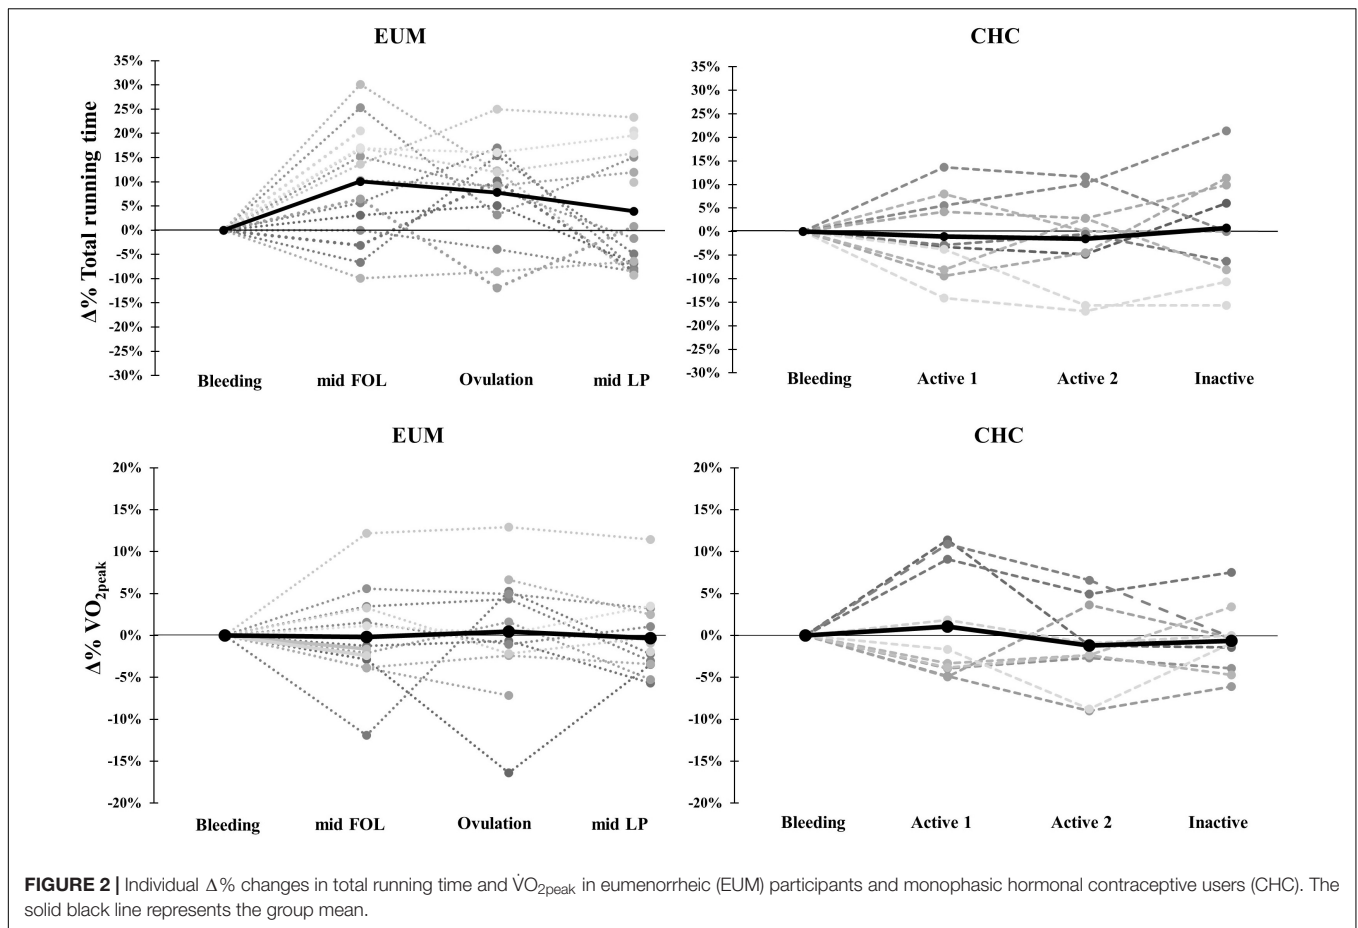 EUM
CHC
Δ% Total running time
35%
30%
25%
20%
15%
10%
5%
0%
-5%
-10%
-15%
-20%
-25%
-30%
Bleeding
mid FOL
Ovulation
mid LP
35%
30%
25%
20%
15%
10%
5%
0%
-5%
-10%
-15%
-20%
-25%
-30%
Bleeding
Active 1
Active 2
Inactive
EUM
CHC
Δ% VO2peak
20%
15%
10%
5%
0%
-5%
-10%
-15%
-20%
Bleeding
mid FOL
Ovulation
mid LP
20%
15%
10%
5%
0%
-5%
-10%
-15%
-20%
Bleeding
Active 1
Active 2
Inactive
FIGURE 2 | Individual Δ% changes in total running time and V̇O2peak in eumenorrheic (EUM) participants and monophasic hormonal contraceptive users (CHC). The
solid black line represents the group mean.